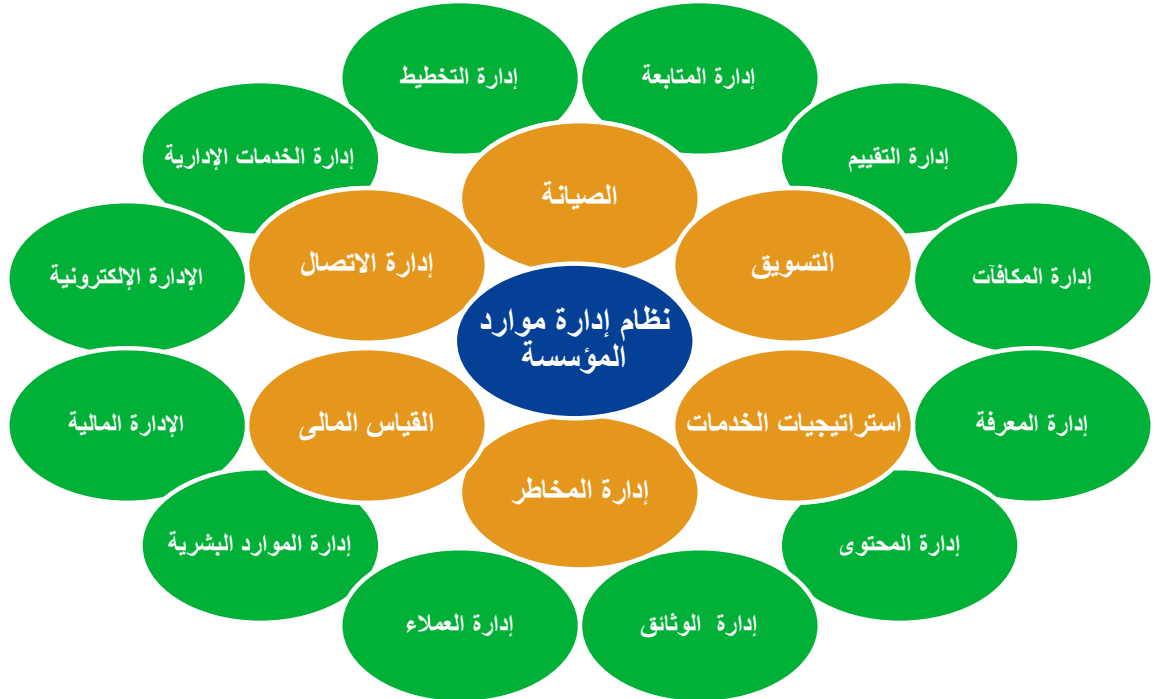 إدارة المتابعة
إدارة التخطيط
إدارة التقييم
إدارة الخدمات الإدارية
الصيانة
التسويق
إدارة الاتصال
إدارة المكافآت
الإدارة الإلكترونية
نظام إدارة موارد
المؤسسة
إدارة المعرفة
استراتيجيات الخدمات
القياس المالى
الإدارة المالية
إدارة المخاطر
إدارة المحتوى
إدارة الموارد البشرية
إدارة الوثائق
إدارة العملاء